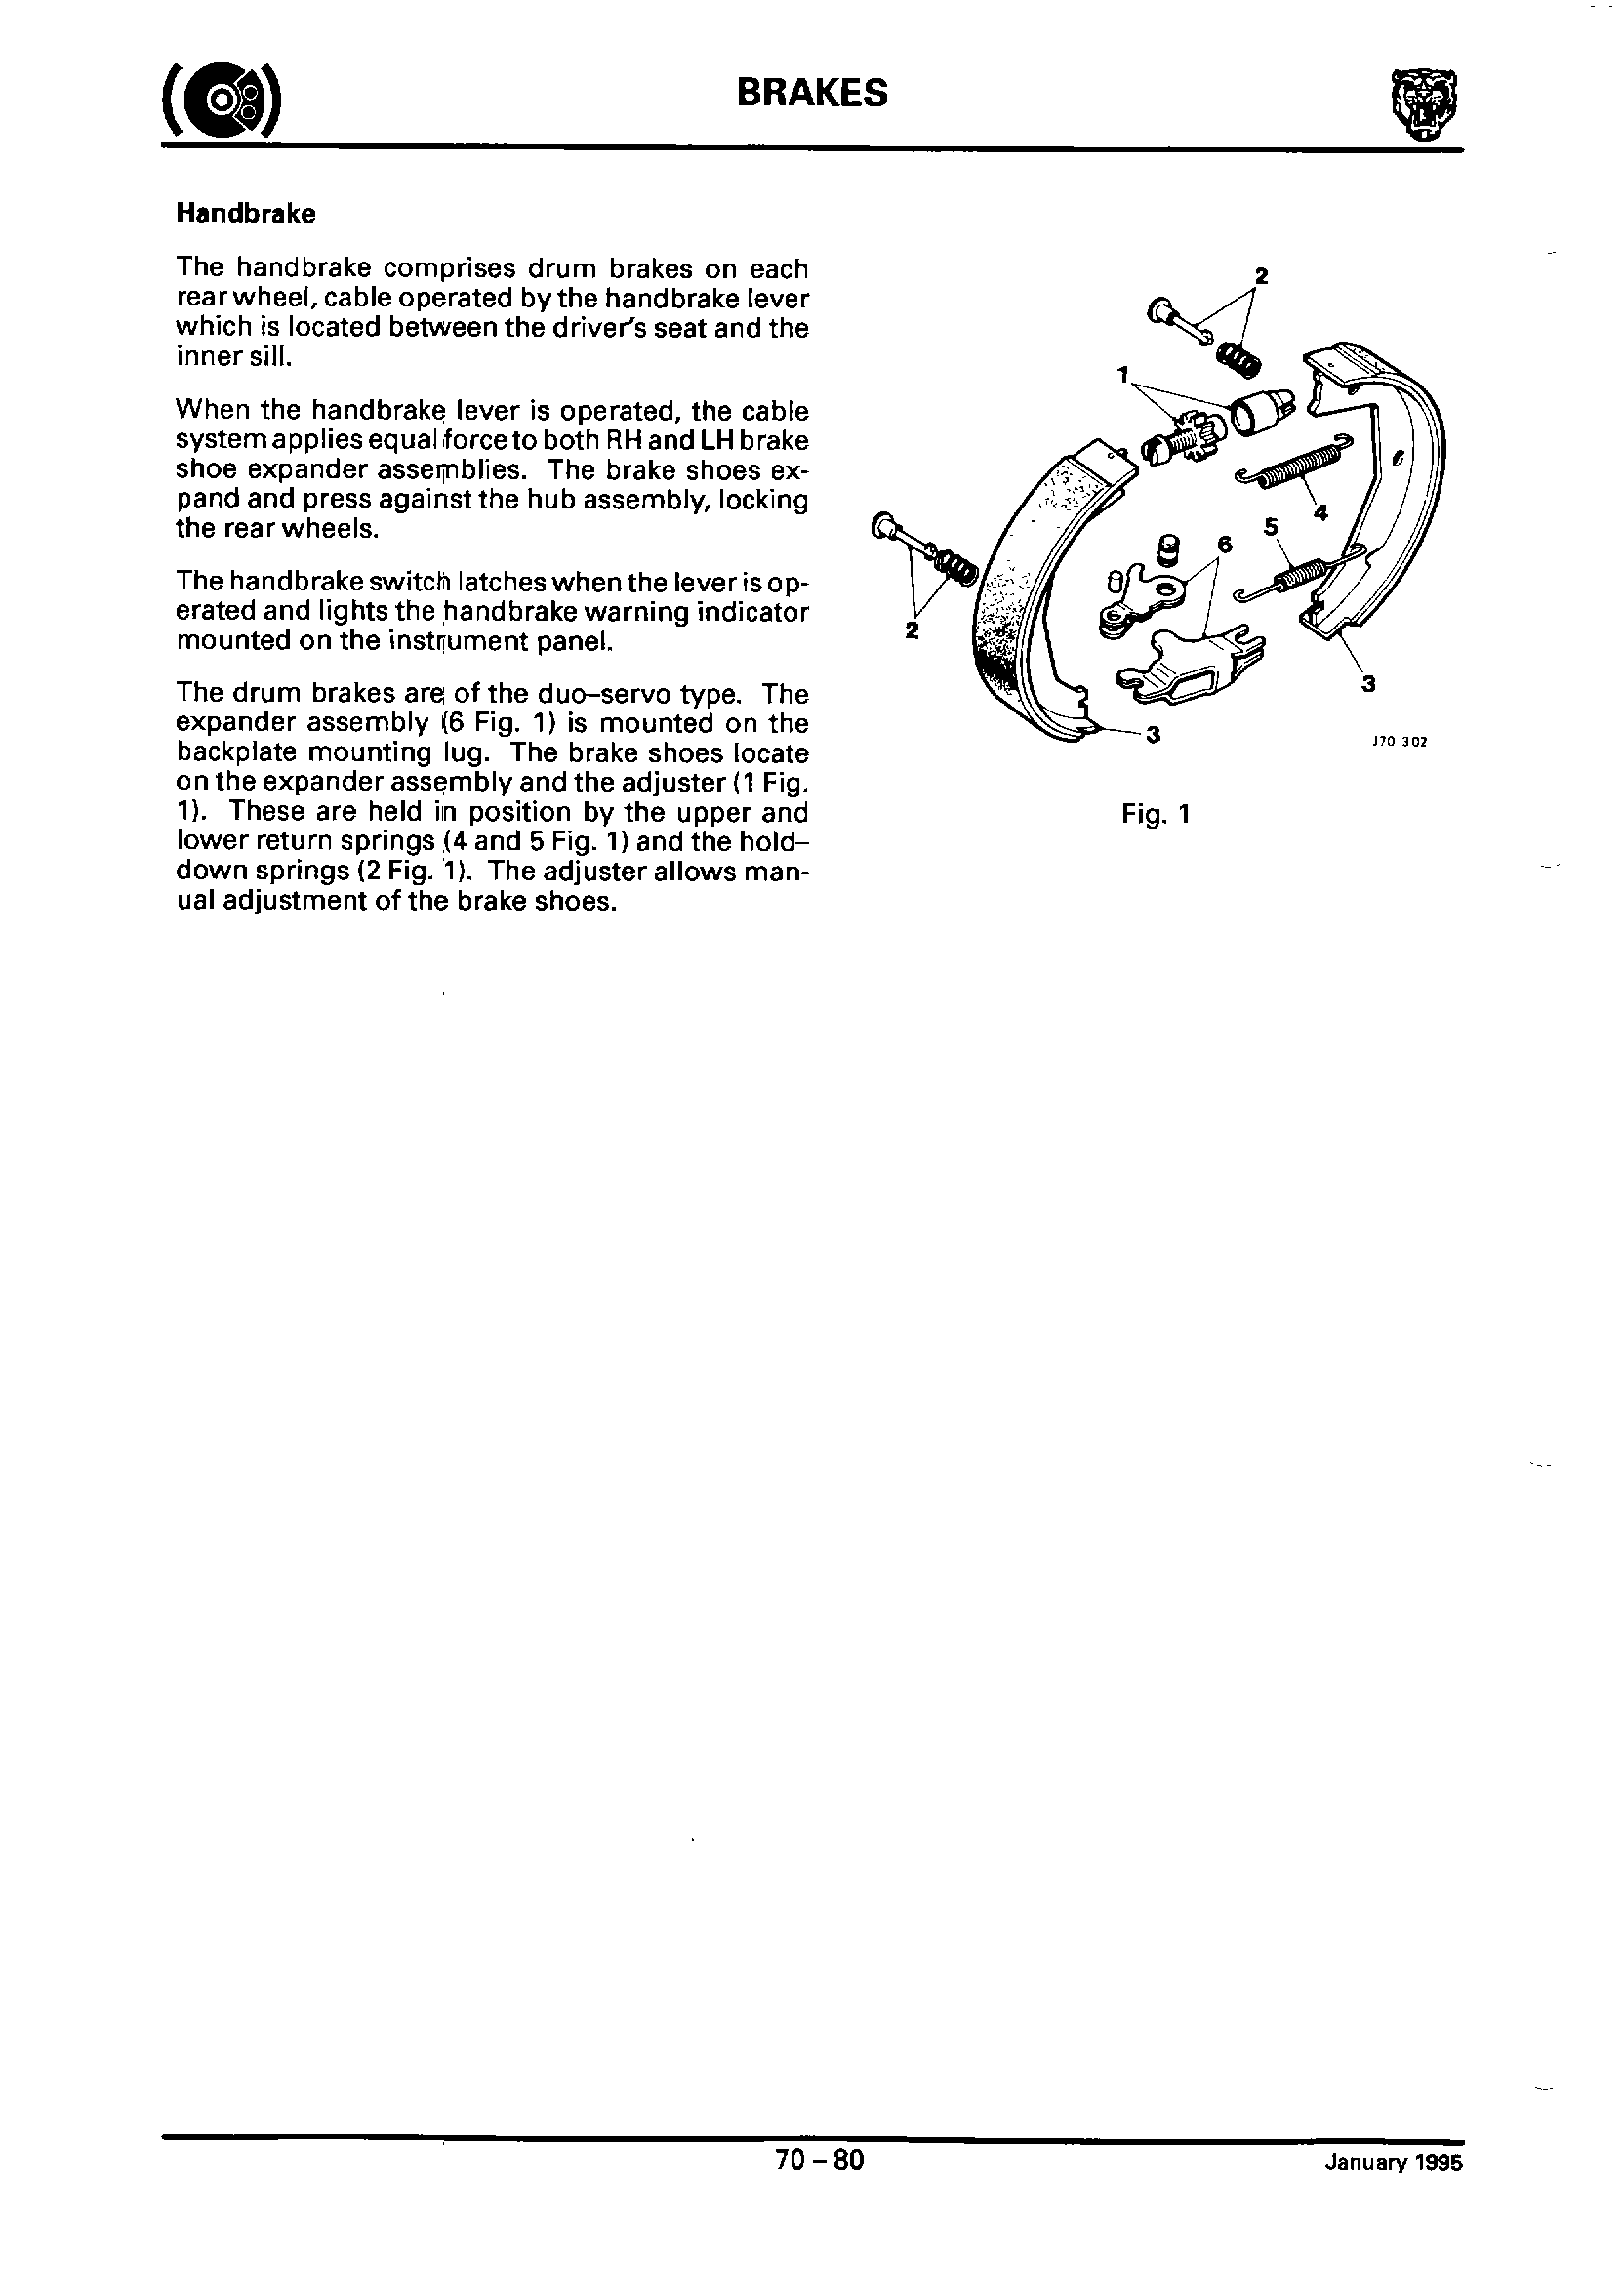 BRAKES
Handbrake
The handbrake comprises drum brakes on each
rear wheel, cable operated by the handbrake lever
which is located between the driver's seat and the
inner sill.
When the handbrake lever is operated, the cable
system applies equal force to both RH and LH brake
shoe expander assemblies. The brake shoes ex-
pand and press against the hub assembly, locking
the rear wheels.
The handbrake switch latches when the lever is op-
erated and lights the handbrake warning indicator
mounted on the instrument panel.
The drum brakes are of the duo-servo type. The
expander assembly (6 Fig. 1) is mounted on the
backplate mounting lug. The brake shoes locate
on the expander assembly and the adjuster (1 Fig.
1). These are held in position by the upper and
lower return springs (4 and 5 Fig. 1) and the hold-
down springs (2 Fig. 1). The adjuster allows man-
ual adjustment of the brake shoes.
2
1
4
5
6
2
3
3
J70 302
Fig. 1
70 – 80
January 1995